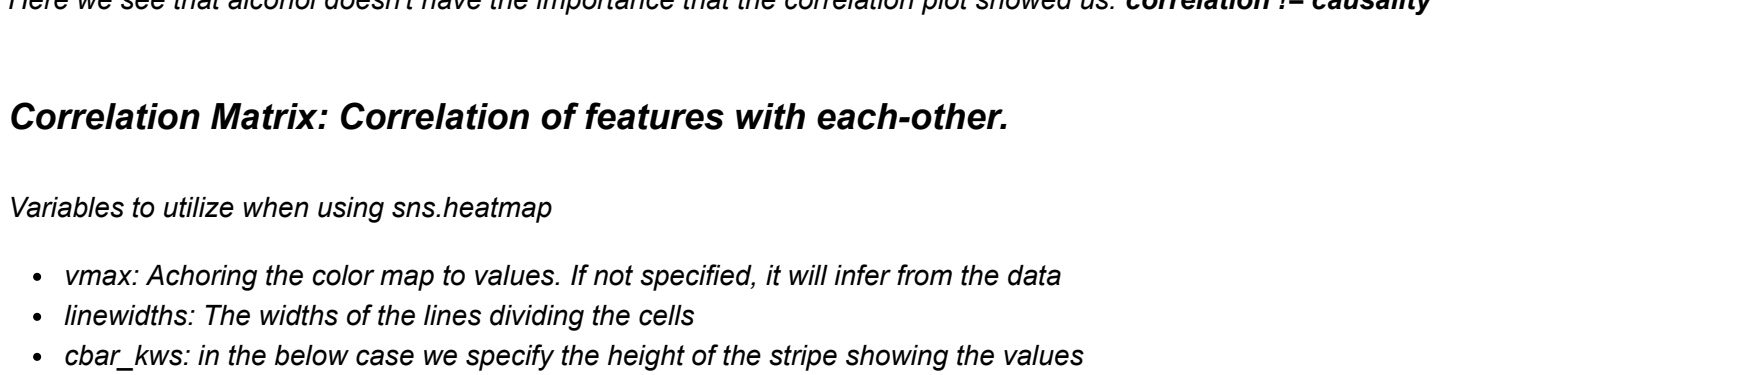 Here we see that alcohol doesn't have the importance that the correlation plot showed us. correlation != causality
Correlation Matrix: Correlation of features with each-other.
Variables to utilize when using sns.heatmap
• vmax: Achoring the color map to values. If not specified, it will infer from the data
• linewidths: The widths of the lines dividing the cells
• cbar_kws: in the below case we specify the height of the stripe showing the values